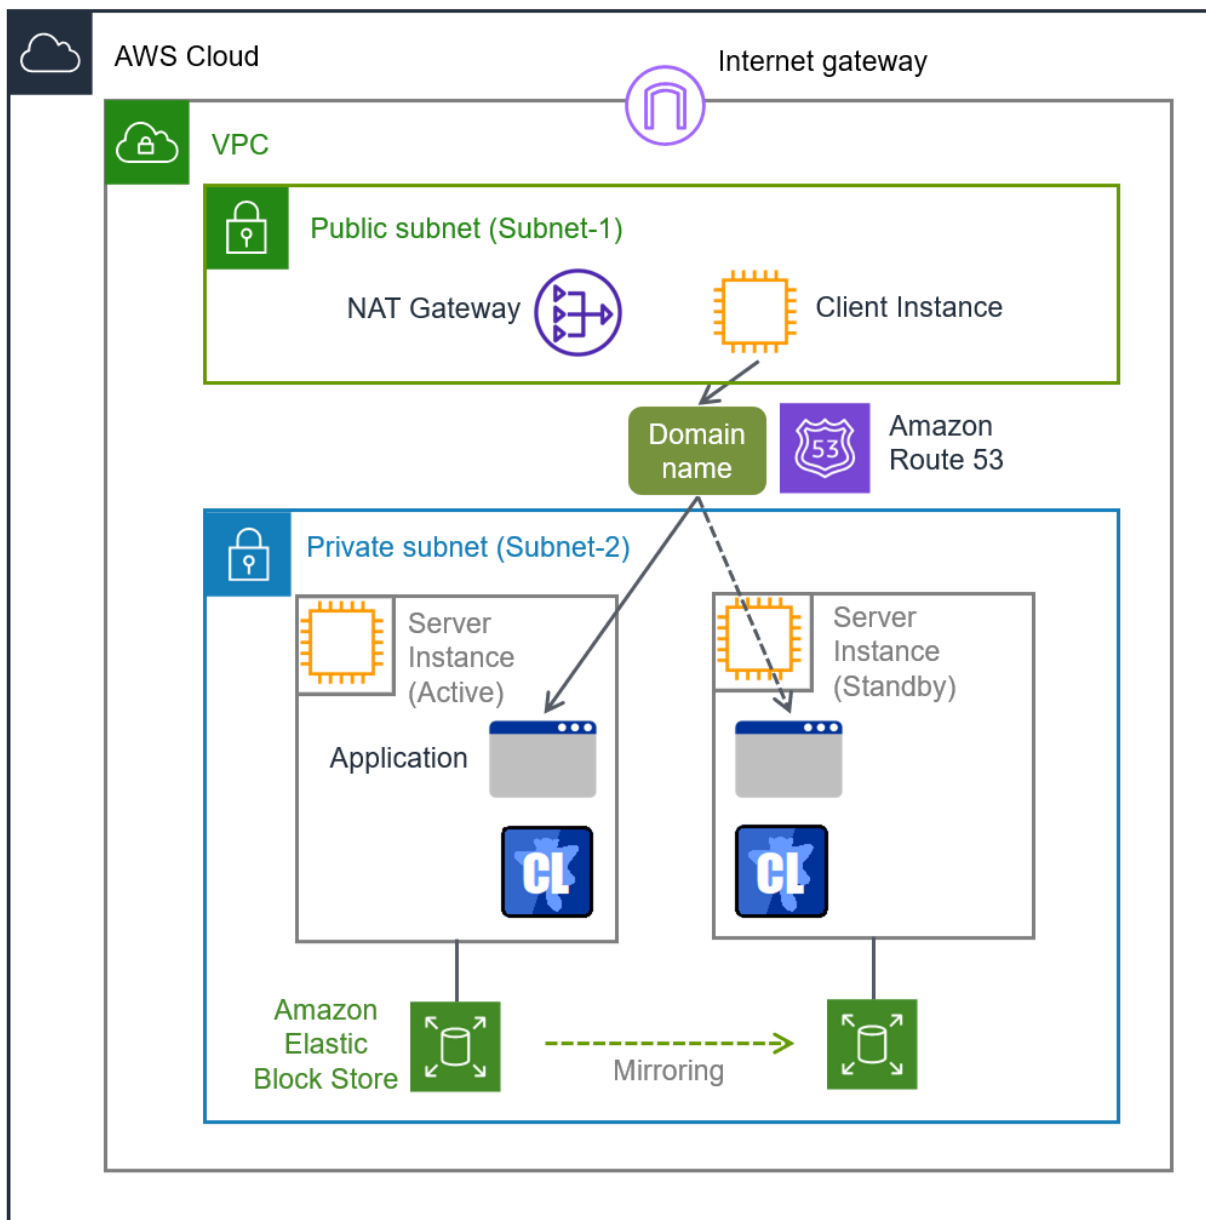 AWS Cloud
Internet gateway
VPC
Public subnet (Subnet-1)
NAT Gateway
Client Instance
Domain
name
53
Amazon
Route 53
Private subnet (Subnet-2)
Server
Instance
(Active)
Server
Instance
(Standby)
Application
CL
CL
Amazon
Elastic
Block Store
Mirroring